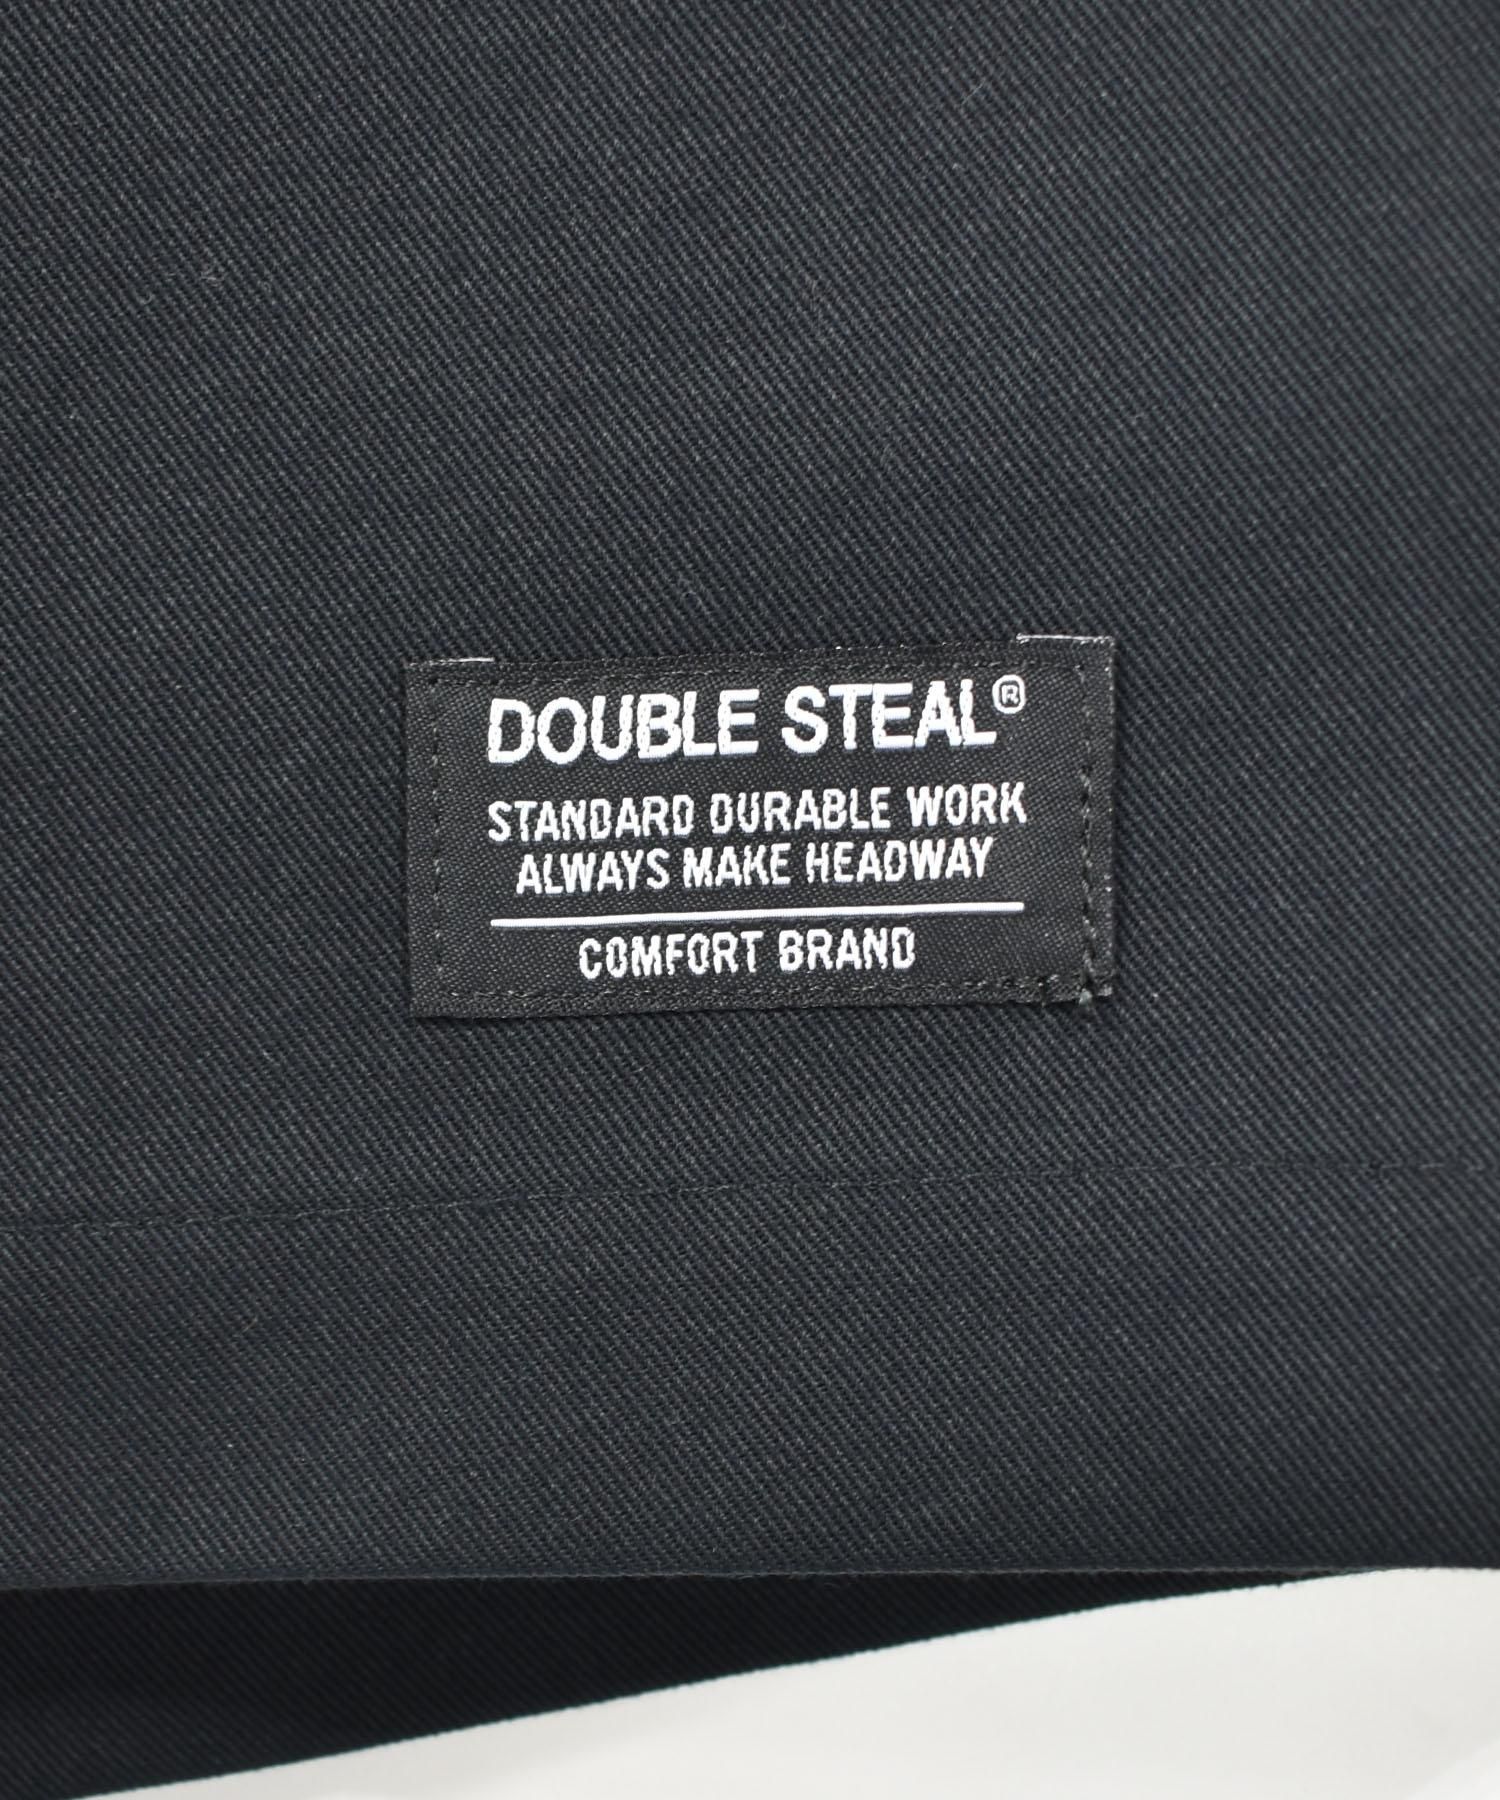 DOUBLE STEAL®
STANDARD DURABLE WORK
ALWAYS MAKE HEADWAY
COMFORT BRAND